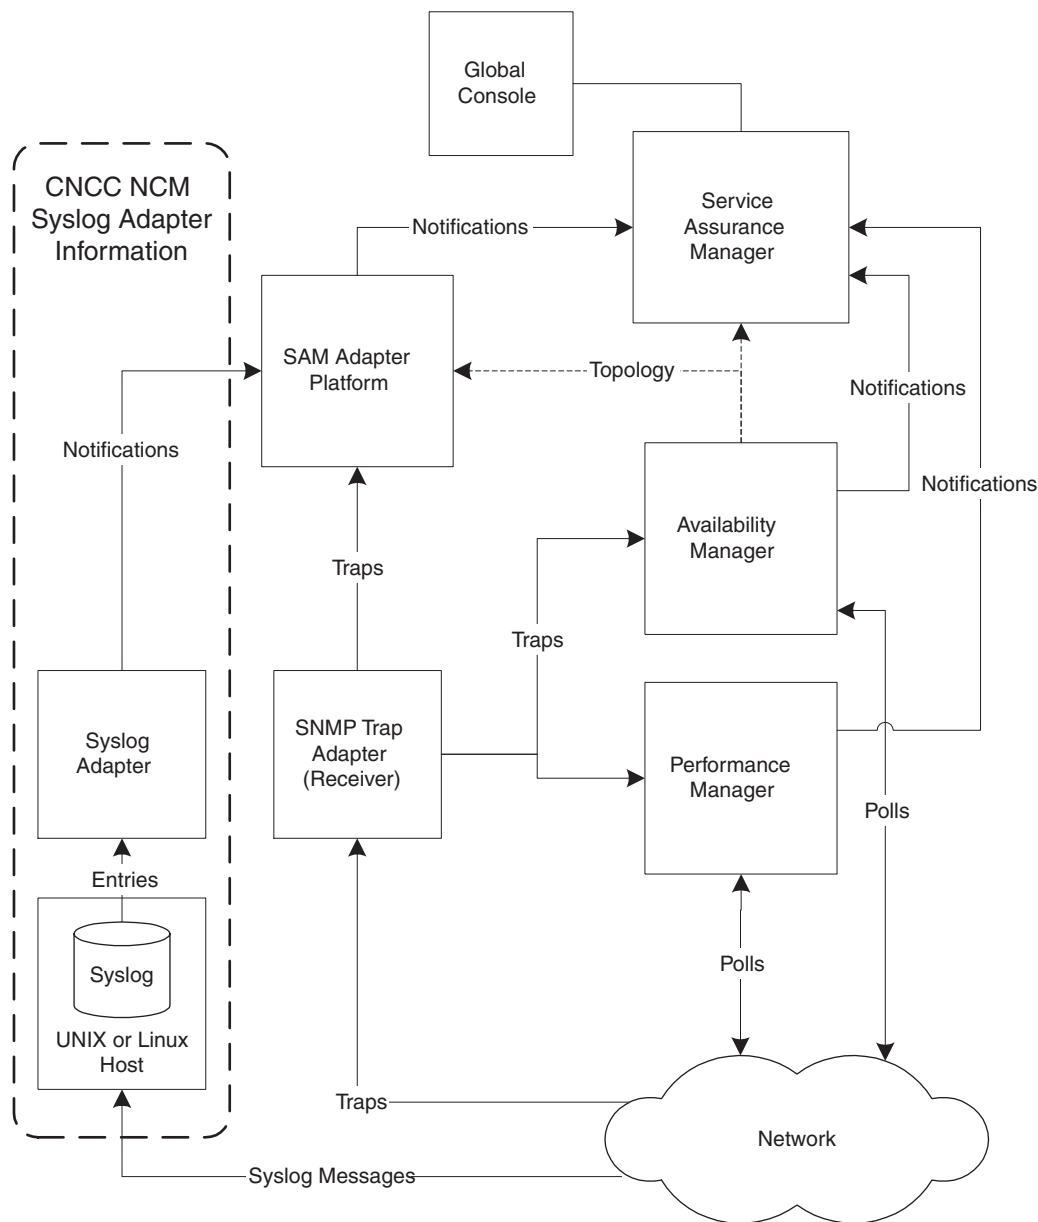 Global
Console
CNCC NCM
Syslog Adapter
Information
Service
Assurance
Manager
Notifications
SAM Adapter
Platform
Topology
Notifications
Notifications
Notifications
Availability
Manager
Traps
Traps
Syslog
Adapter
SNMP Trap
Adapter
(Receiver)
Performance
Manager
Polls
Entries
Syslog
UNIX or Linux
Host
Polls
Traps
Network
Syslog Messages